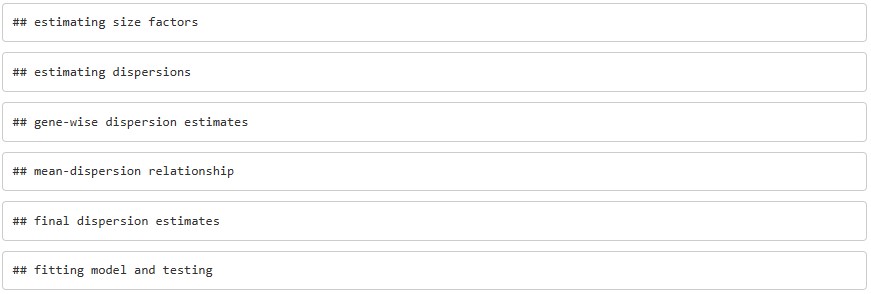 ## estimating size factors
## estimating dispersions
## gene-wise dispersion estimates
## mean-dispersion relationship
## final dispersion estimates
## fitting model and testing